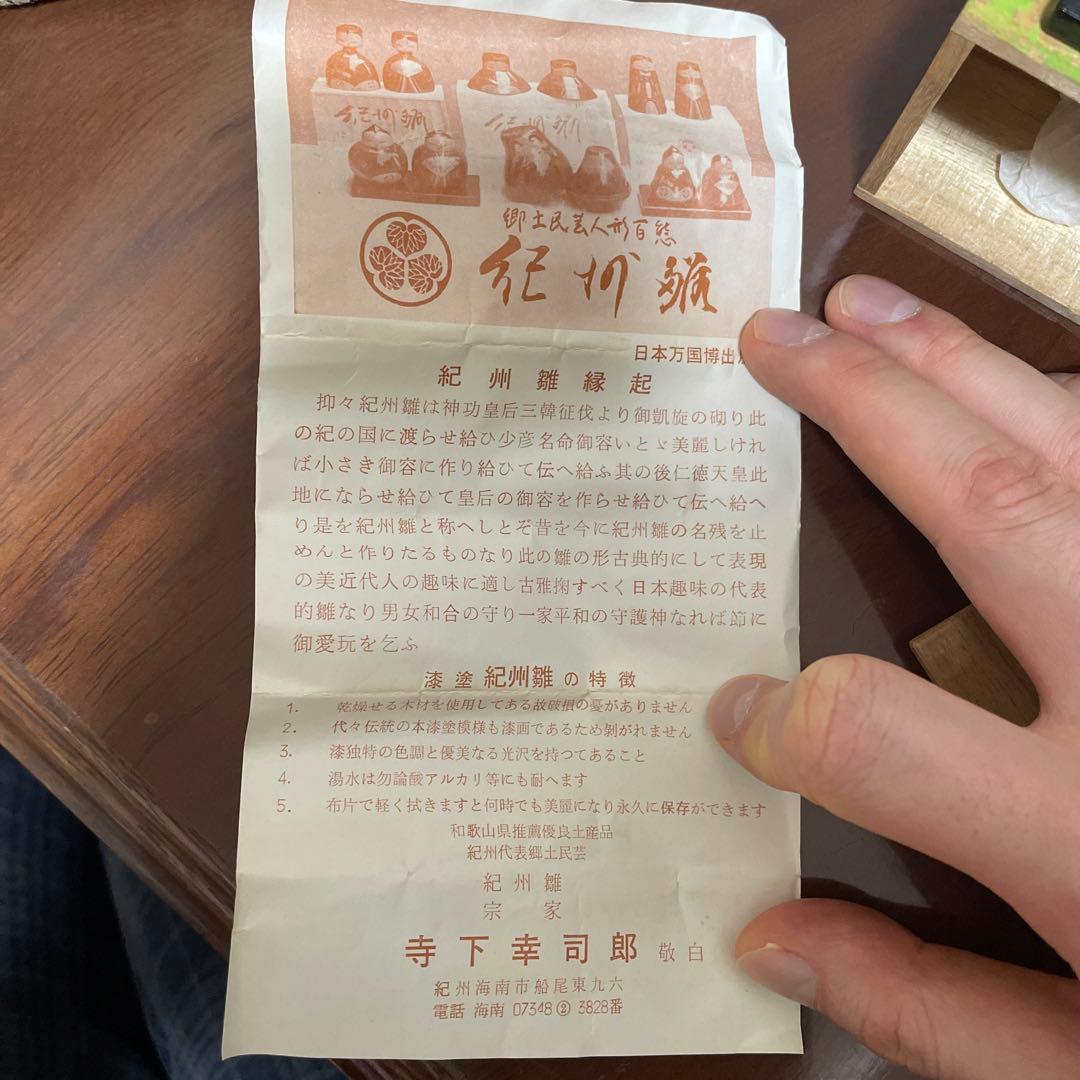 紀州雛
紀州雛
郷土民芸人形百態
紀州雛
日本万国博出
紀州雛縁起
抑々紀州雛は神功皇后三韓征伐より御凱旋の砌り此
の紀の国に渡らせ給ひ少彦名命御容いとゞ美麗しけれ
ば小さき御容に作り給ひて伝へ給ふ其の後仁徳天皇此
地にならせ給ひて皇后の御容を作らせ給ひて伝へ給へ
り是を紀州雛と称へしとぞ昔を今に紀州雛の名残を止
めんと作りたるものなり此の雛の形古典的にして表現
の美近代人の趣味に適し古雅掬すべく日本趣味の代表
的雛なり男女和合の守り一家平和の守護神なれば節に
御愛玩を乞ふ
漆塗紀州雛の特徴
1. 乾燥せる木材を使用してある故破損の憂がありません
2. 代々伝統の本漆塗模様も漆画であるため剝がれません
3. 漆独特の色調と優美なる光沢を持つてあること
4. 湯水は勿論酸アルカリ等にも耐へます
5. 布片で軽く拭きますと何時でも美麗になり永久に保存ができます
和歌山県推薦優良土産品
紀州代表郷土民芸
紀州雛
宗家
寺下幸司郎 敬白
紀州海南市船尾東九六
電話 海南 07348②3828番